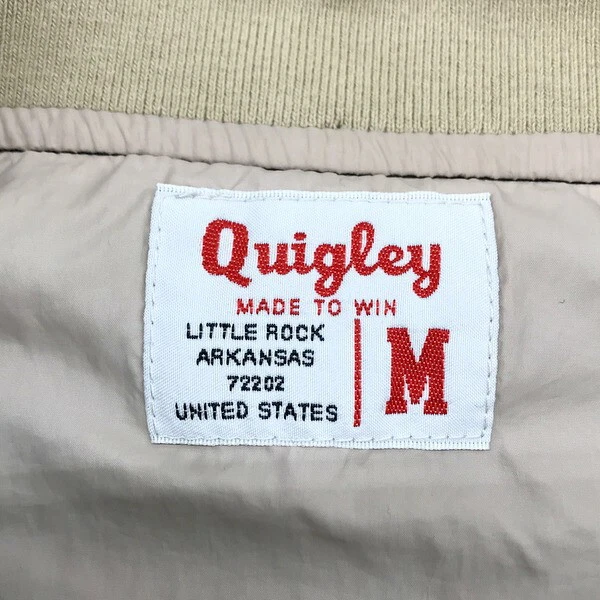 Quigley
MADE TO WIN
LITTLE ROCK
ARKANSAS
72202
UNITED STATES
M